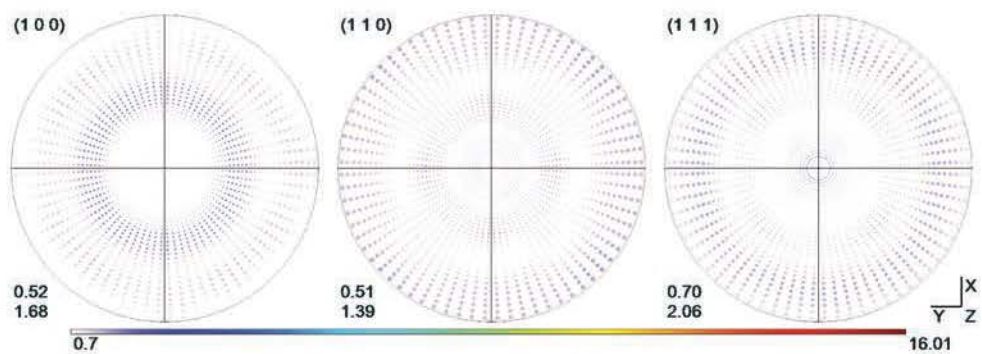 (1 0 0) (1 1 0) (1 1 1)
0.52 0.51 0.70 X
1.68 1.39 2.06 Y Z
0.7 16.01